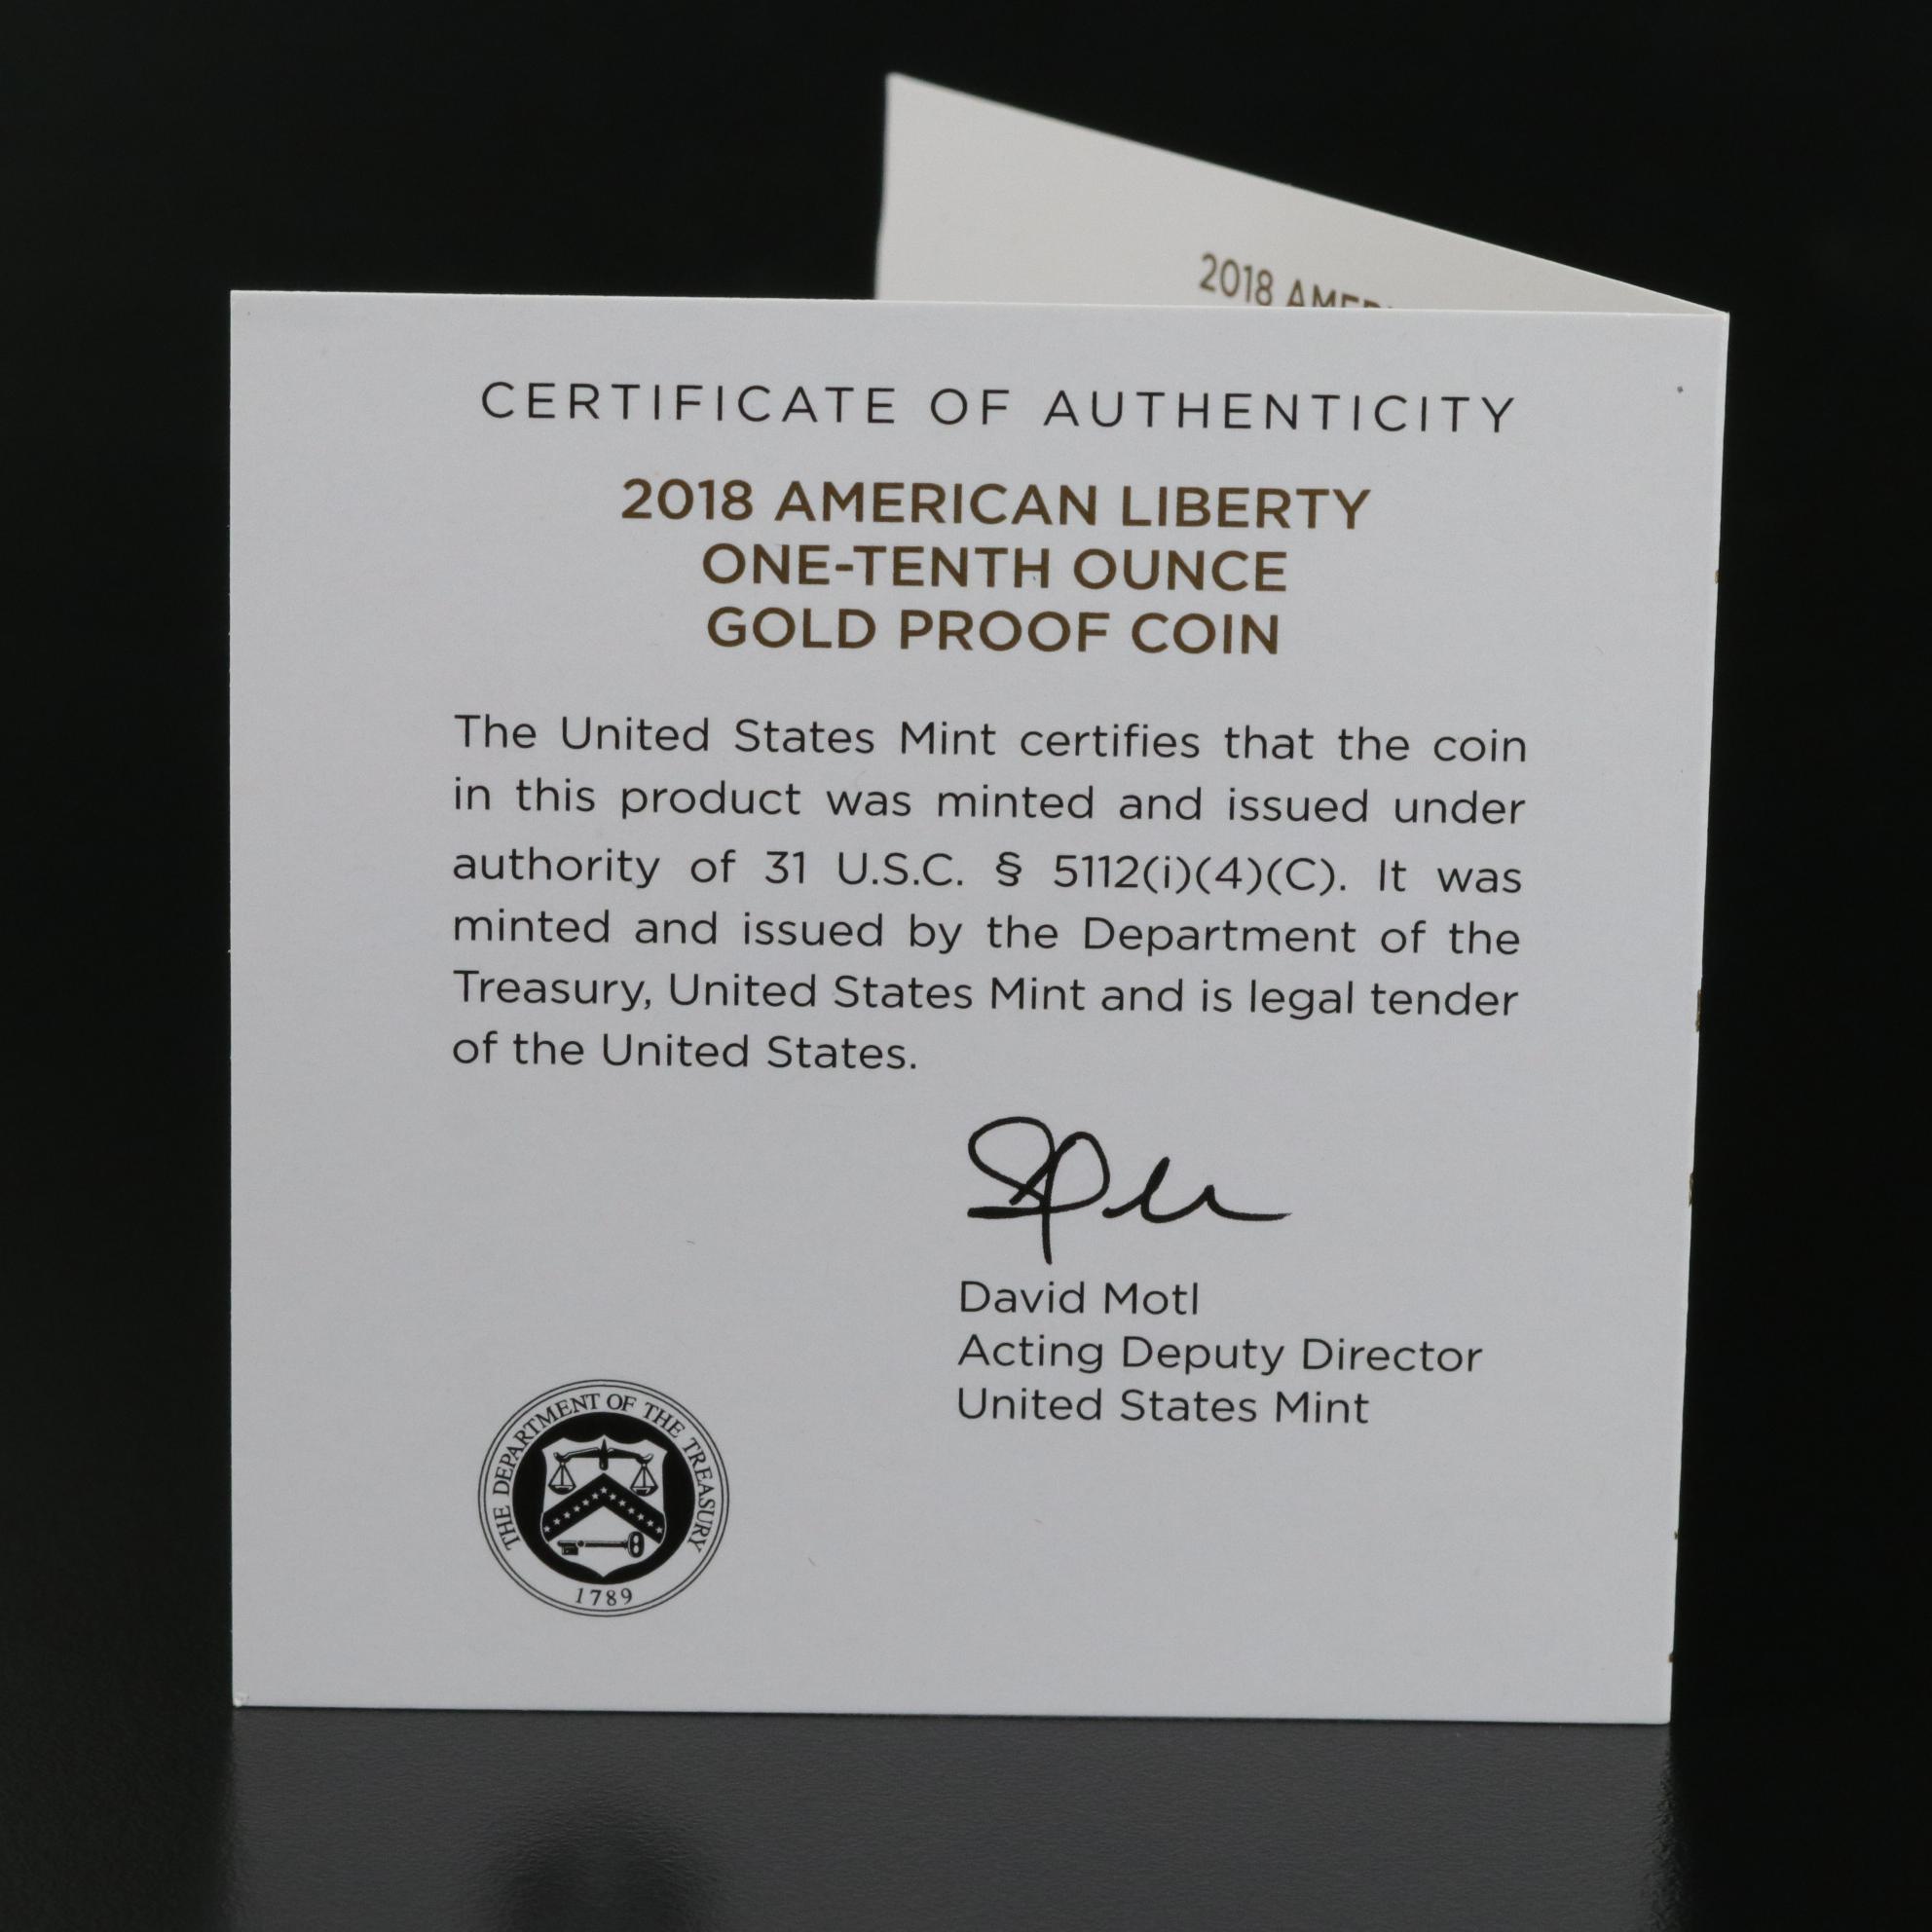 2018 AMER
CERTIFICATE OF AUTHENTICITY
2018 AMERICAN LIBERTY
ONE-TENTH OUNCE
GOLD PROOF COIN
The United States Mint certifies that the coin
in this product was minted and issued under
authority of 31 U.S.C. § 5112(i)(4)(C). It was
minted and issued by the Department of the
Treasury, United States Mint and is legal tender
of the United States.
David Motl
Acting Deputy Director
United States Mint
THE DEPARTMENT OF THE TREASURY
1789